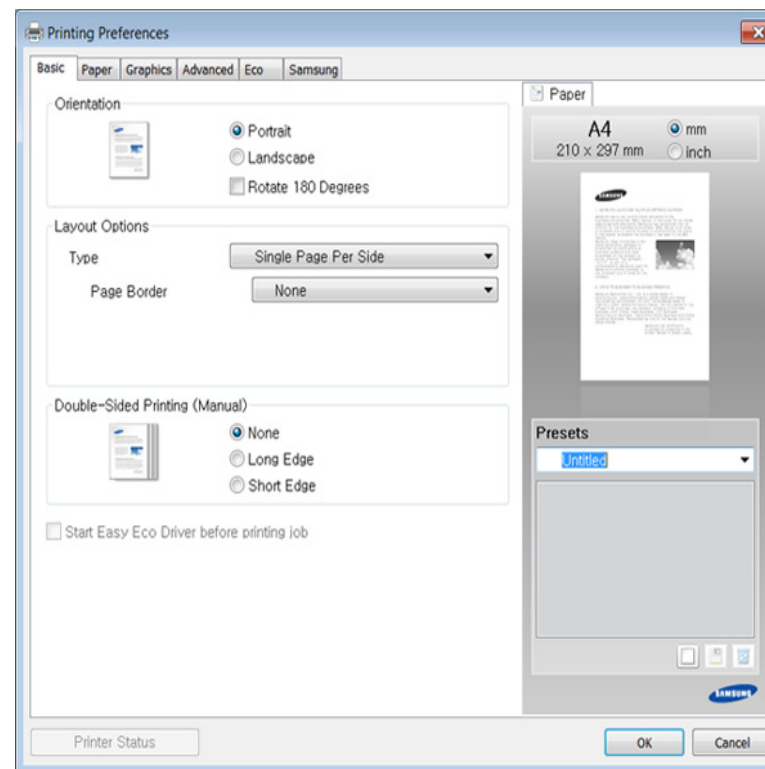 Printing Preferences
Basic Paper Graphics Advanced Eco Samsung
Orientation
Portrait
Landscape
Rotate 180 Degrees
Layout Options
Type Single Page Per Side
Page Border None
Double-Sided Printing (Manual)
None
Long Edge
Short Edge
Start Easy Eco Driver before printing job
Paper
A4
210 x 297 mm
mm
inch
SAMSUNG
Presets
Untitled
SAMSUNG
Printer Status
OK Cancel